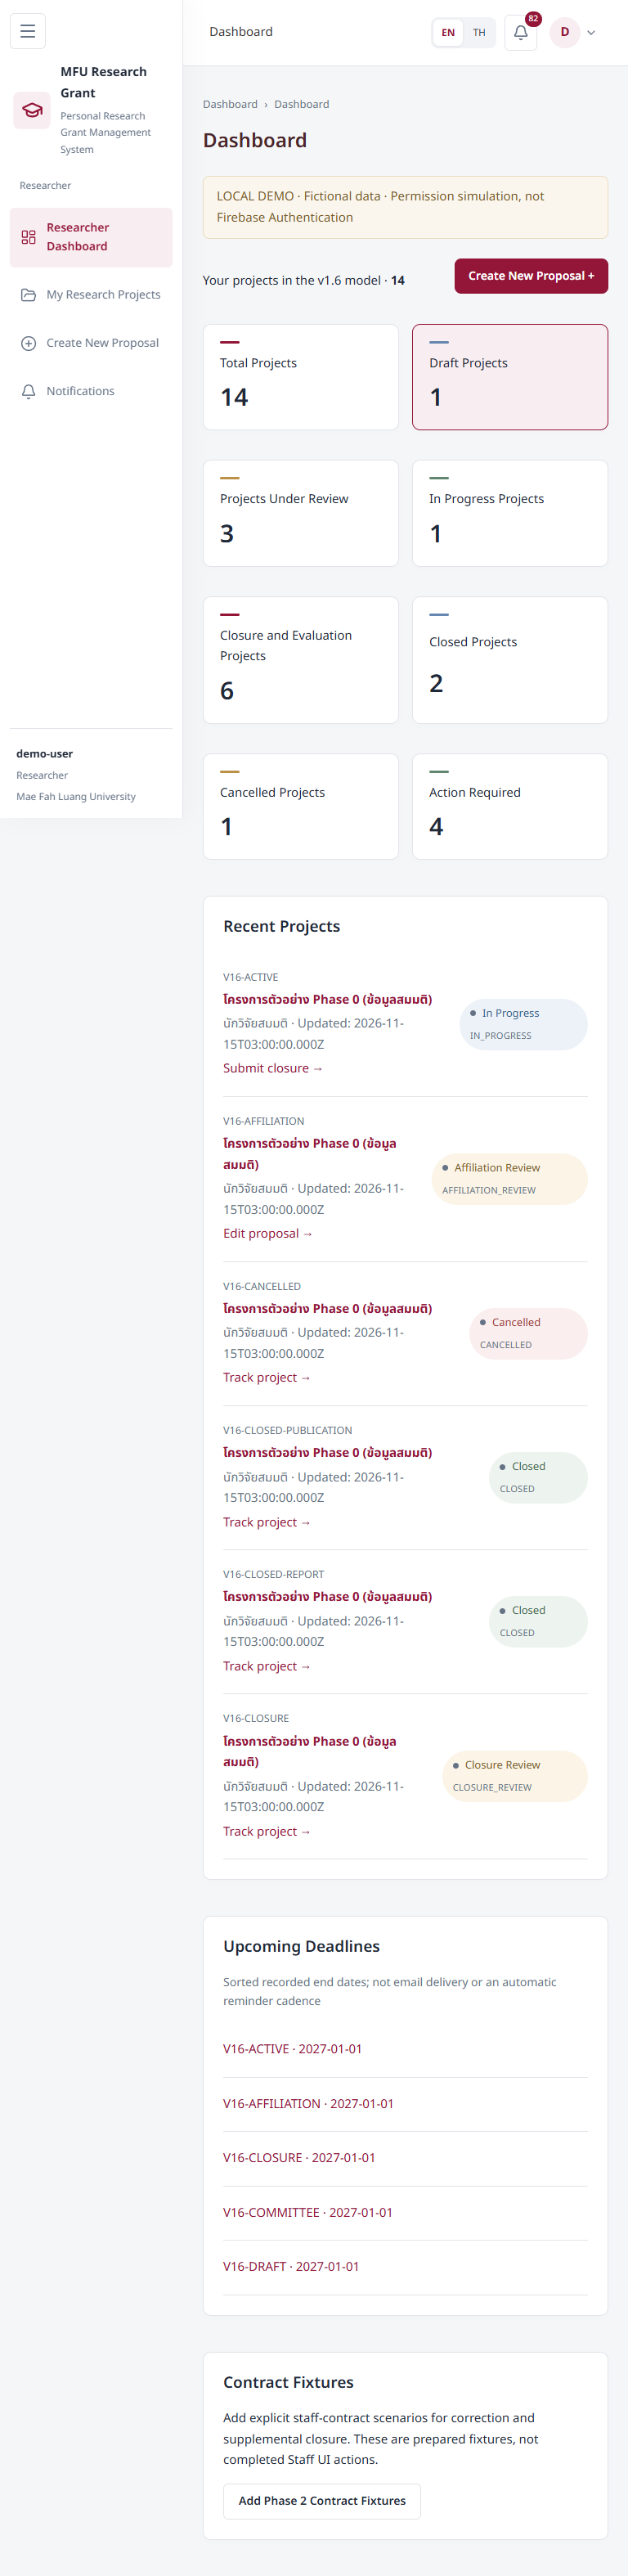 MFU Research
Grant
Personal Research
Grant Management
System
Researcher
Researcher
Dashboard
My Research Projects
Create New Proposal
Notifications
demo-user
Researcher
Mae Fah Luang University
Dashboard
EN TH
82
D
Dashboard › Dashboard
Dashboard
LOCAL DEMO · Fictional data · Permission simulation, not
Firebase Authentication
Your projects in the v1.6 model · 14
Create New Proposal +
Total Projects
14
Draft Projects
1
Projects Under Review
3
In Progress Projects
1
Closure and Evaluation
Projects
6
Closed Projects
2
Cancelled Projects
1
Action Required
4
Recent Projects
V16-ACTIVE
โครงการตัวอย่าง Phase 0 (ข้อมูลสมมติ)
นักวิจัยสมมติ · Updated: 2026-11-
15T03:00:00.000Z
Submit closure →
In Progress
IN_PROGRESS
V16-AFFILIATION
โครงการตัวอย่าง Phase 0 (ข้อมูล
สมมติ)
นักวิจัยสมมติ · Updated: 2026-11-
15T03:00:00.000Z
Edit proposal →
Affiliation Review
AFFILIATION_REVIEW
V16-CANCELLED
โครงการตัวอย่าง Phase 0 (ข้อมูลสมมติ)
นักวิจัยสมมติ · Updated: 2026-11-
15T03:00:00.000Z
Track project →
Cancelled
CANCELLED
V16-CLOSED-PUBLICATION
โครงการตัวอย่าง Phase 0 (ข้อมูลสมมติ)
นักวิจัยสมมติ · Updated: 2026-11-
15T03:00:00.000Z
Track project →
Closed
CLOSED
V16-CLOSED-REPORT
โครงการตัวอย่าง Phase 0 (ข้อมูลสมมติ)
นักวิจัยสมมติ · Updated: 2026-11-
15T03:00:00.000Z
Track project →
Closed
CLOSED
V16-CLOSURE
โครงการตัวอย่าง Phase 0 (ข้อมูล
สมมติ)
นักวิจัยสมมติ · Updated: 2026-11-
15T03:00:00.000Z
Track project →
Closure Review
CLOSURE_REVIEW
Upcoming Deadlines
Sorted recorded end dates; not email delivery or an automatic
reminder cadence
V16-ACTIVE · 2027-01-01
V16-AFFILIATION · 2027-01-01
V16-CLOSURE · 2027-01-01
V16-COMMITTEE · 2027-01-01
V16-DRAFT · 2027-01-01
Contract Fixtures
Add explicit staff-contract scenarios for correction and
supplemental closure. These are prepared fixtures, not
completed Staff UI actions.
Add Phase 2 Contract Fixtures